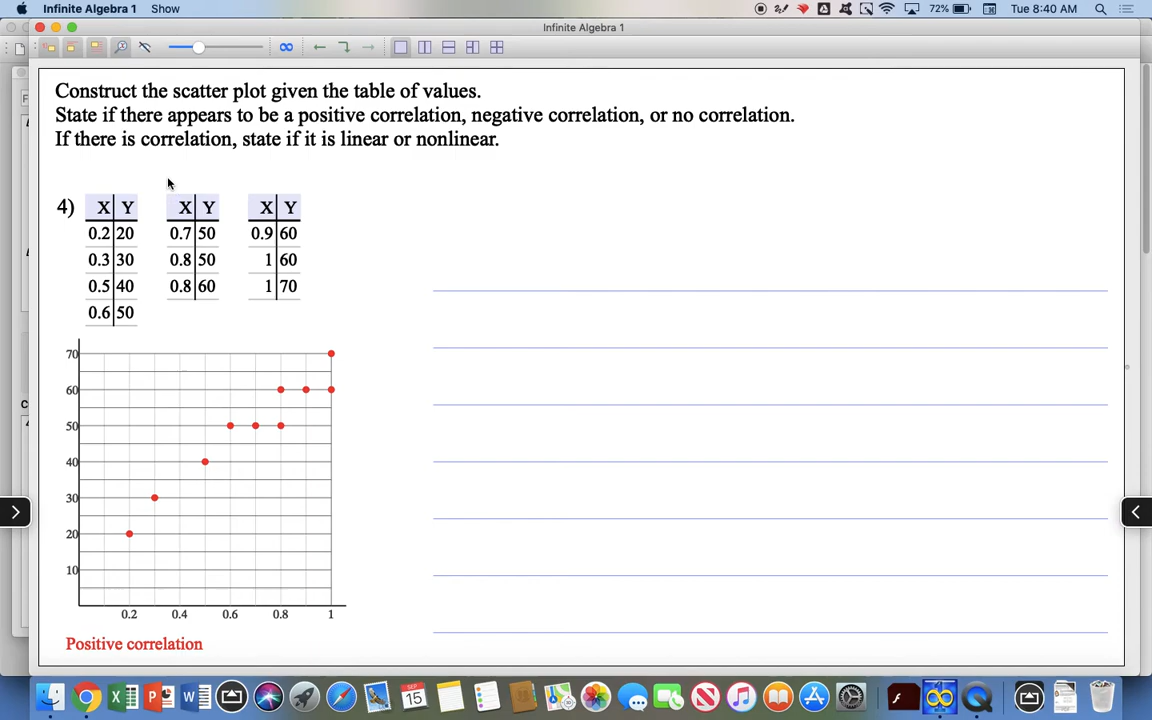 Infinite Algebra 1 Show 72% Tue 8:40 AM
Infinite Algebra 1
Construct the scatter plot given the table of values.
State if there appears to be a positive correlation, negative correlation, or no correlation.
If there is correlation, state if it is linear or nonlinear.
4) X Y X Y X Y
0.2 20 0.7 50 0.9 60
0.3 30 0.8 50 1 60
0.5 40 0.8 60 1 70
0.6 50
70
60
50
40
30
20
10
0.2 0.4 0.6 0.8 1
Positive correlation
SEP
15